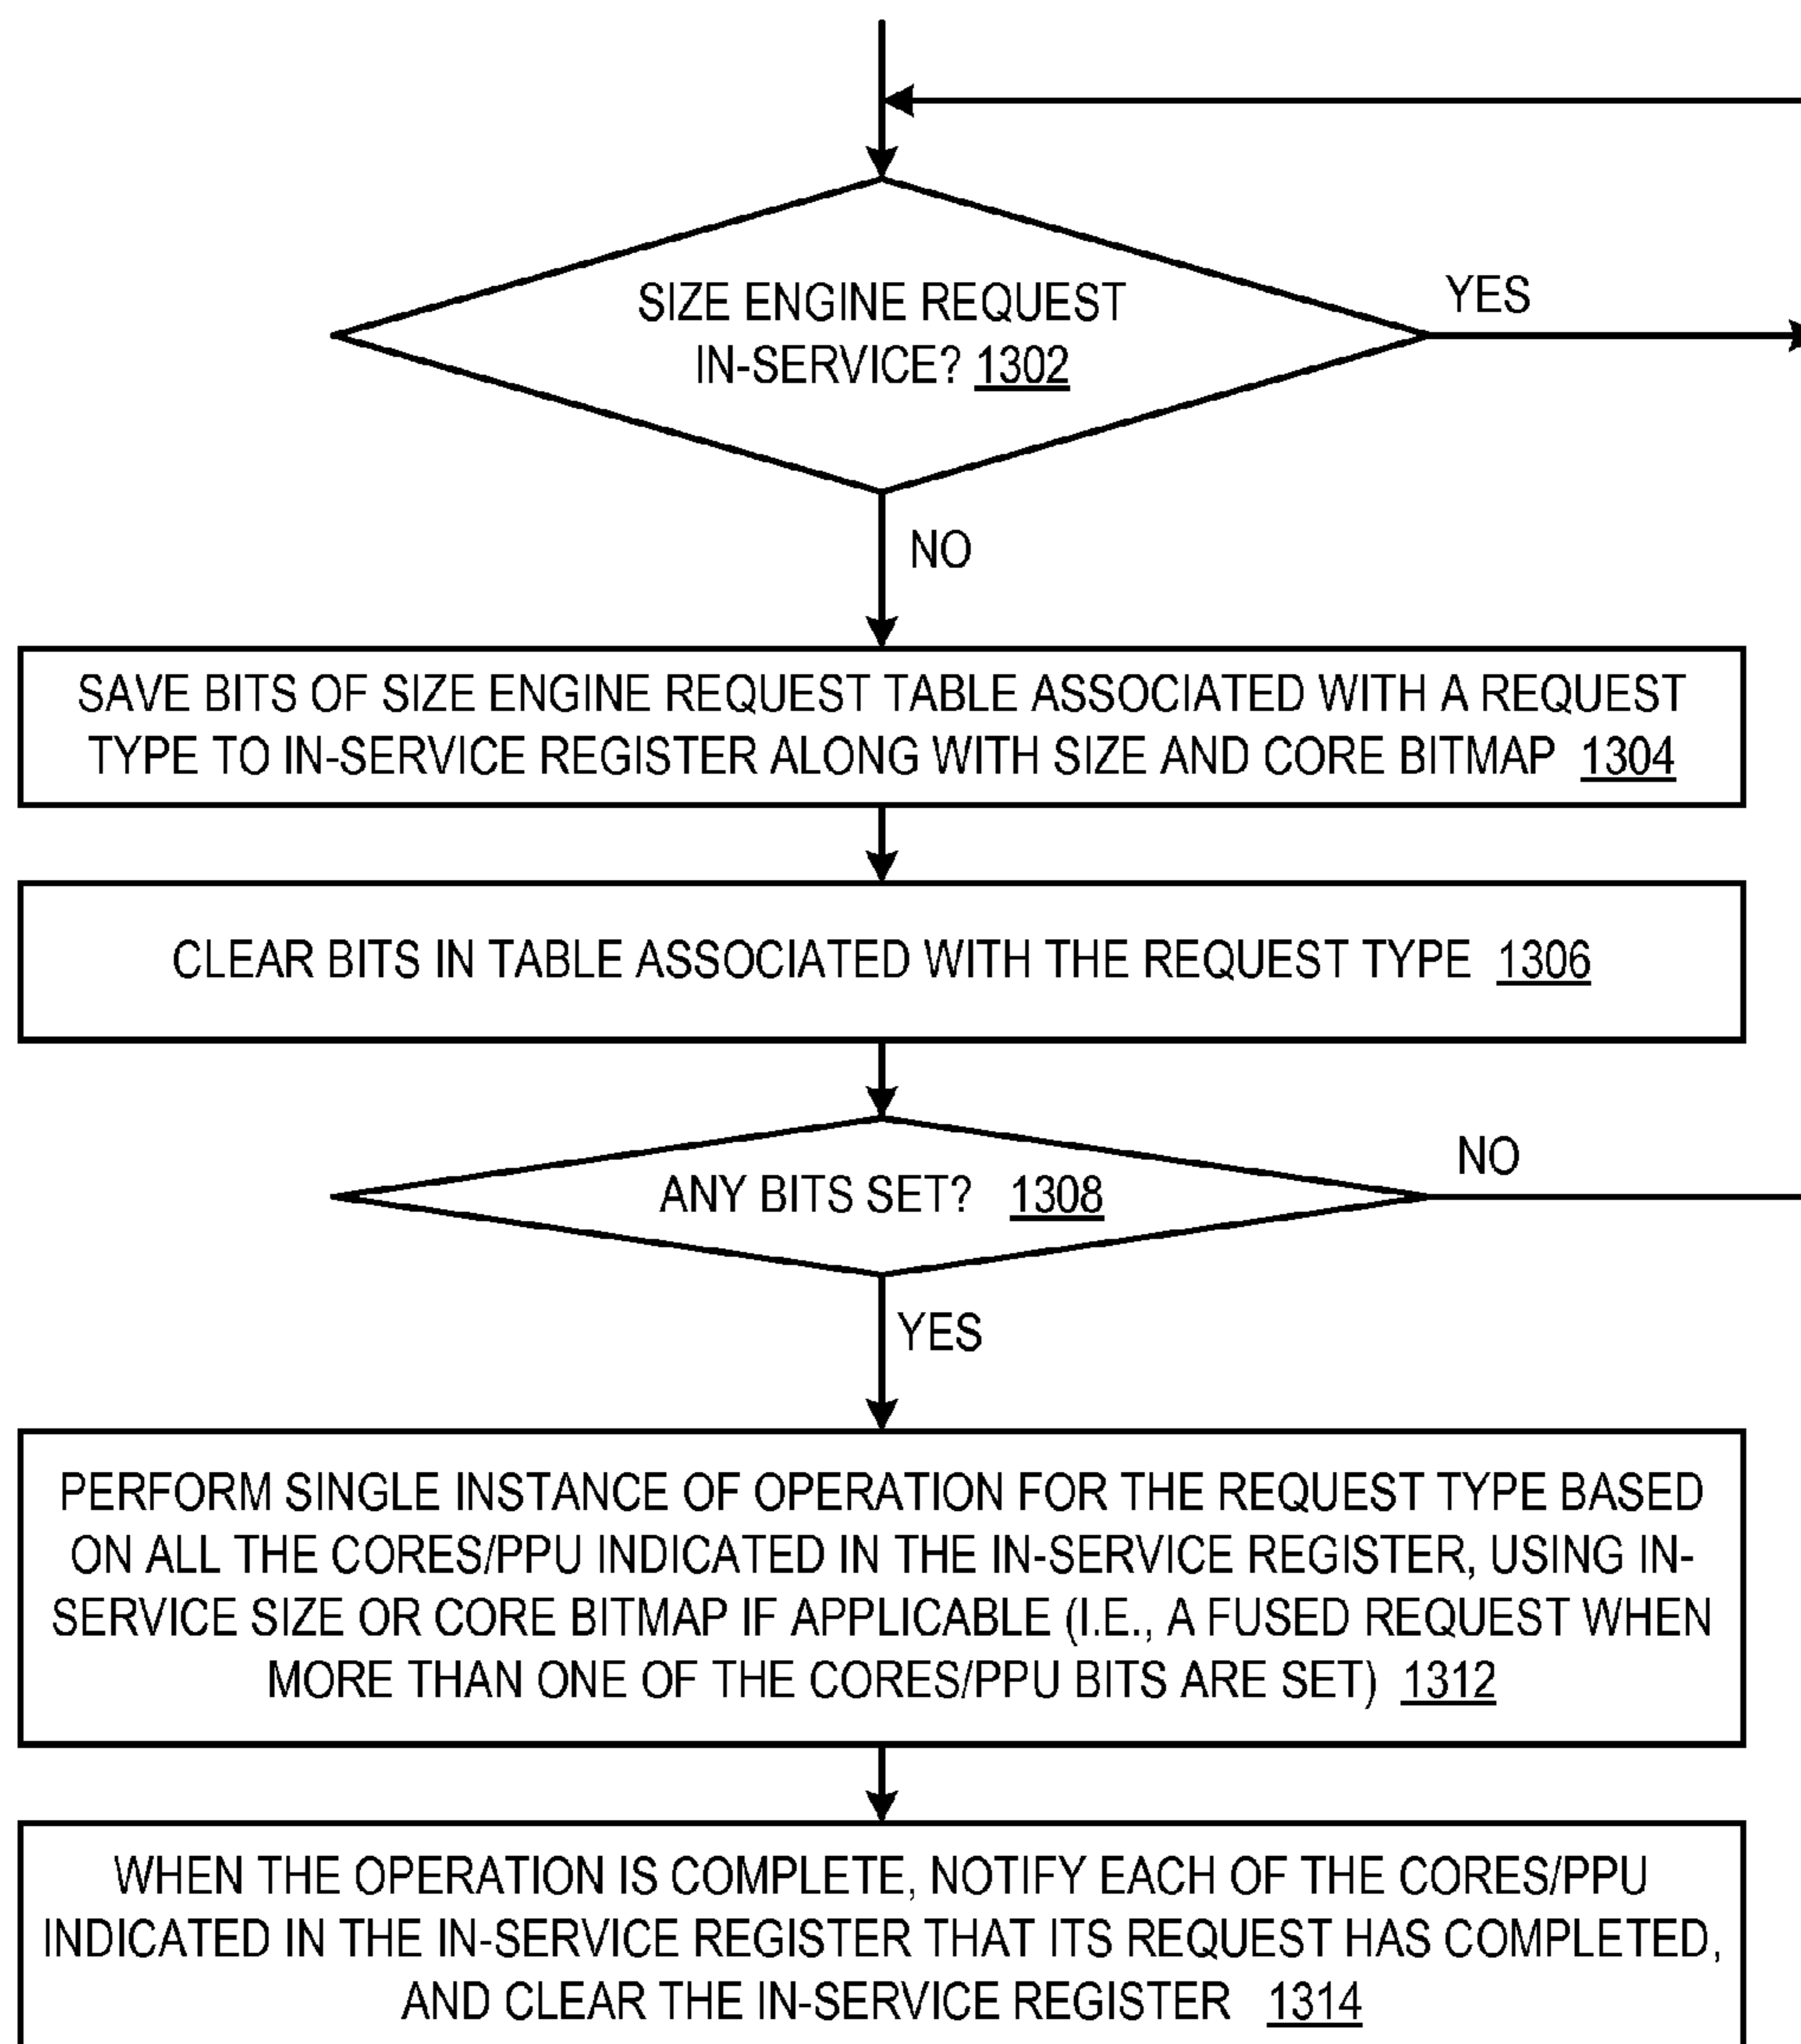 SIZE ENGINE REQUEST
IN-SERVICE? 1302
YES
NO
SAVE BITS OF SIZE ENGINE REQUEST TABLE ASSOCIATED WITH A REQUEST
TYPE TO IN-SERVICE REGISTER ALONG WITH SIZE AND CORE BITMAP 1304
CLEAR BITS IN TABLE ASSOCIATED WITH THE REQUEST TYPE 1306
ANY BITS SET? 1308
NO
YES
PERFORM SINGLE INSTANCE OF OPERATION FOR THE REQUEST TYPE BASED
ON ALL THE CORES/PPU INDICATED IN THE IN-SERVICE REGISTER, USING IN-
SERVICE SIZE OR CORE BITMAP IF APPLICABLE (I.E., A FUSED REQUEST WHEN
MORE THAN ONE OF THE CORES/PPU BITS ARE SET) 1312
WHEN THE OPERATION IS COMPLETE, NOTIFY EACH OF THE CORES/PPU
INDICATED IN THE IN-SERVICE REGISTER THAT ITS REQUEST HAS COMPLETED,
AND CLEAR THE IN-SERVICE REGISTER 1314